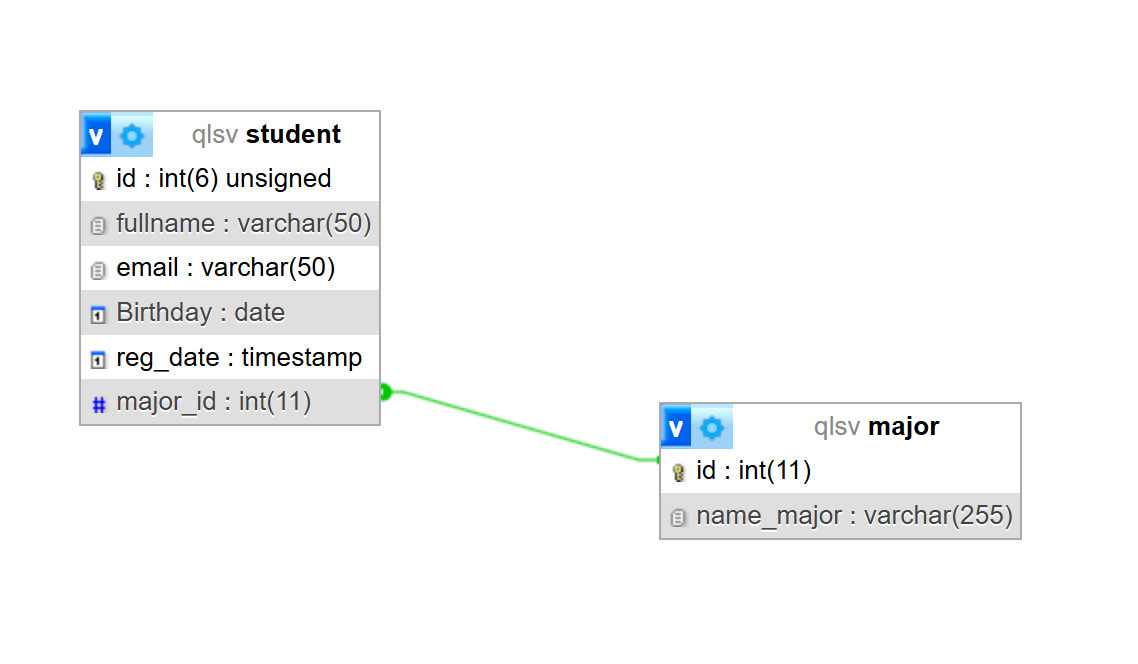 v qlsv student
id : int(6) unsigned
fullname : varchar(50)
email : varchar(50)
Birthday : date
reg_date : timestamp
# major_id : int(11)
v qlsv major
id : int(11)
name_major : varchar(255)